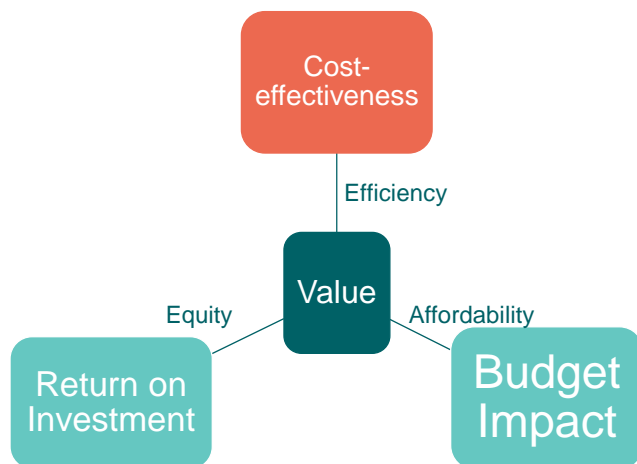 Cost-
effectiveness
Efficiency
Value
Equity
Affordability
Return on
Investment
Budget
Impact